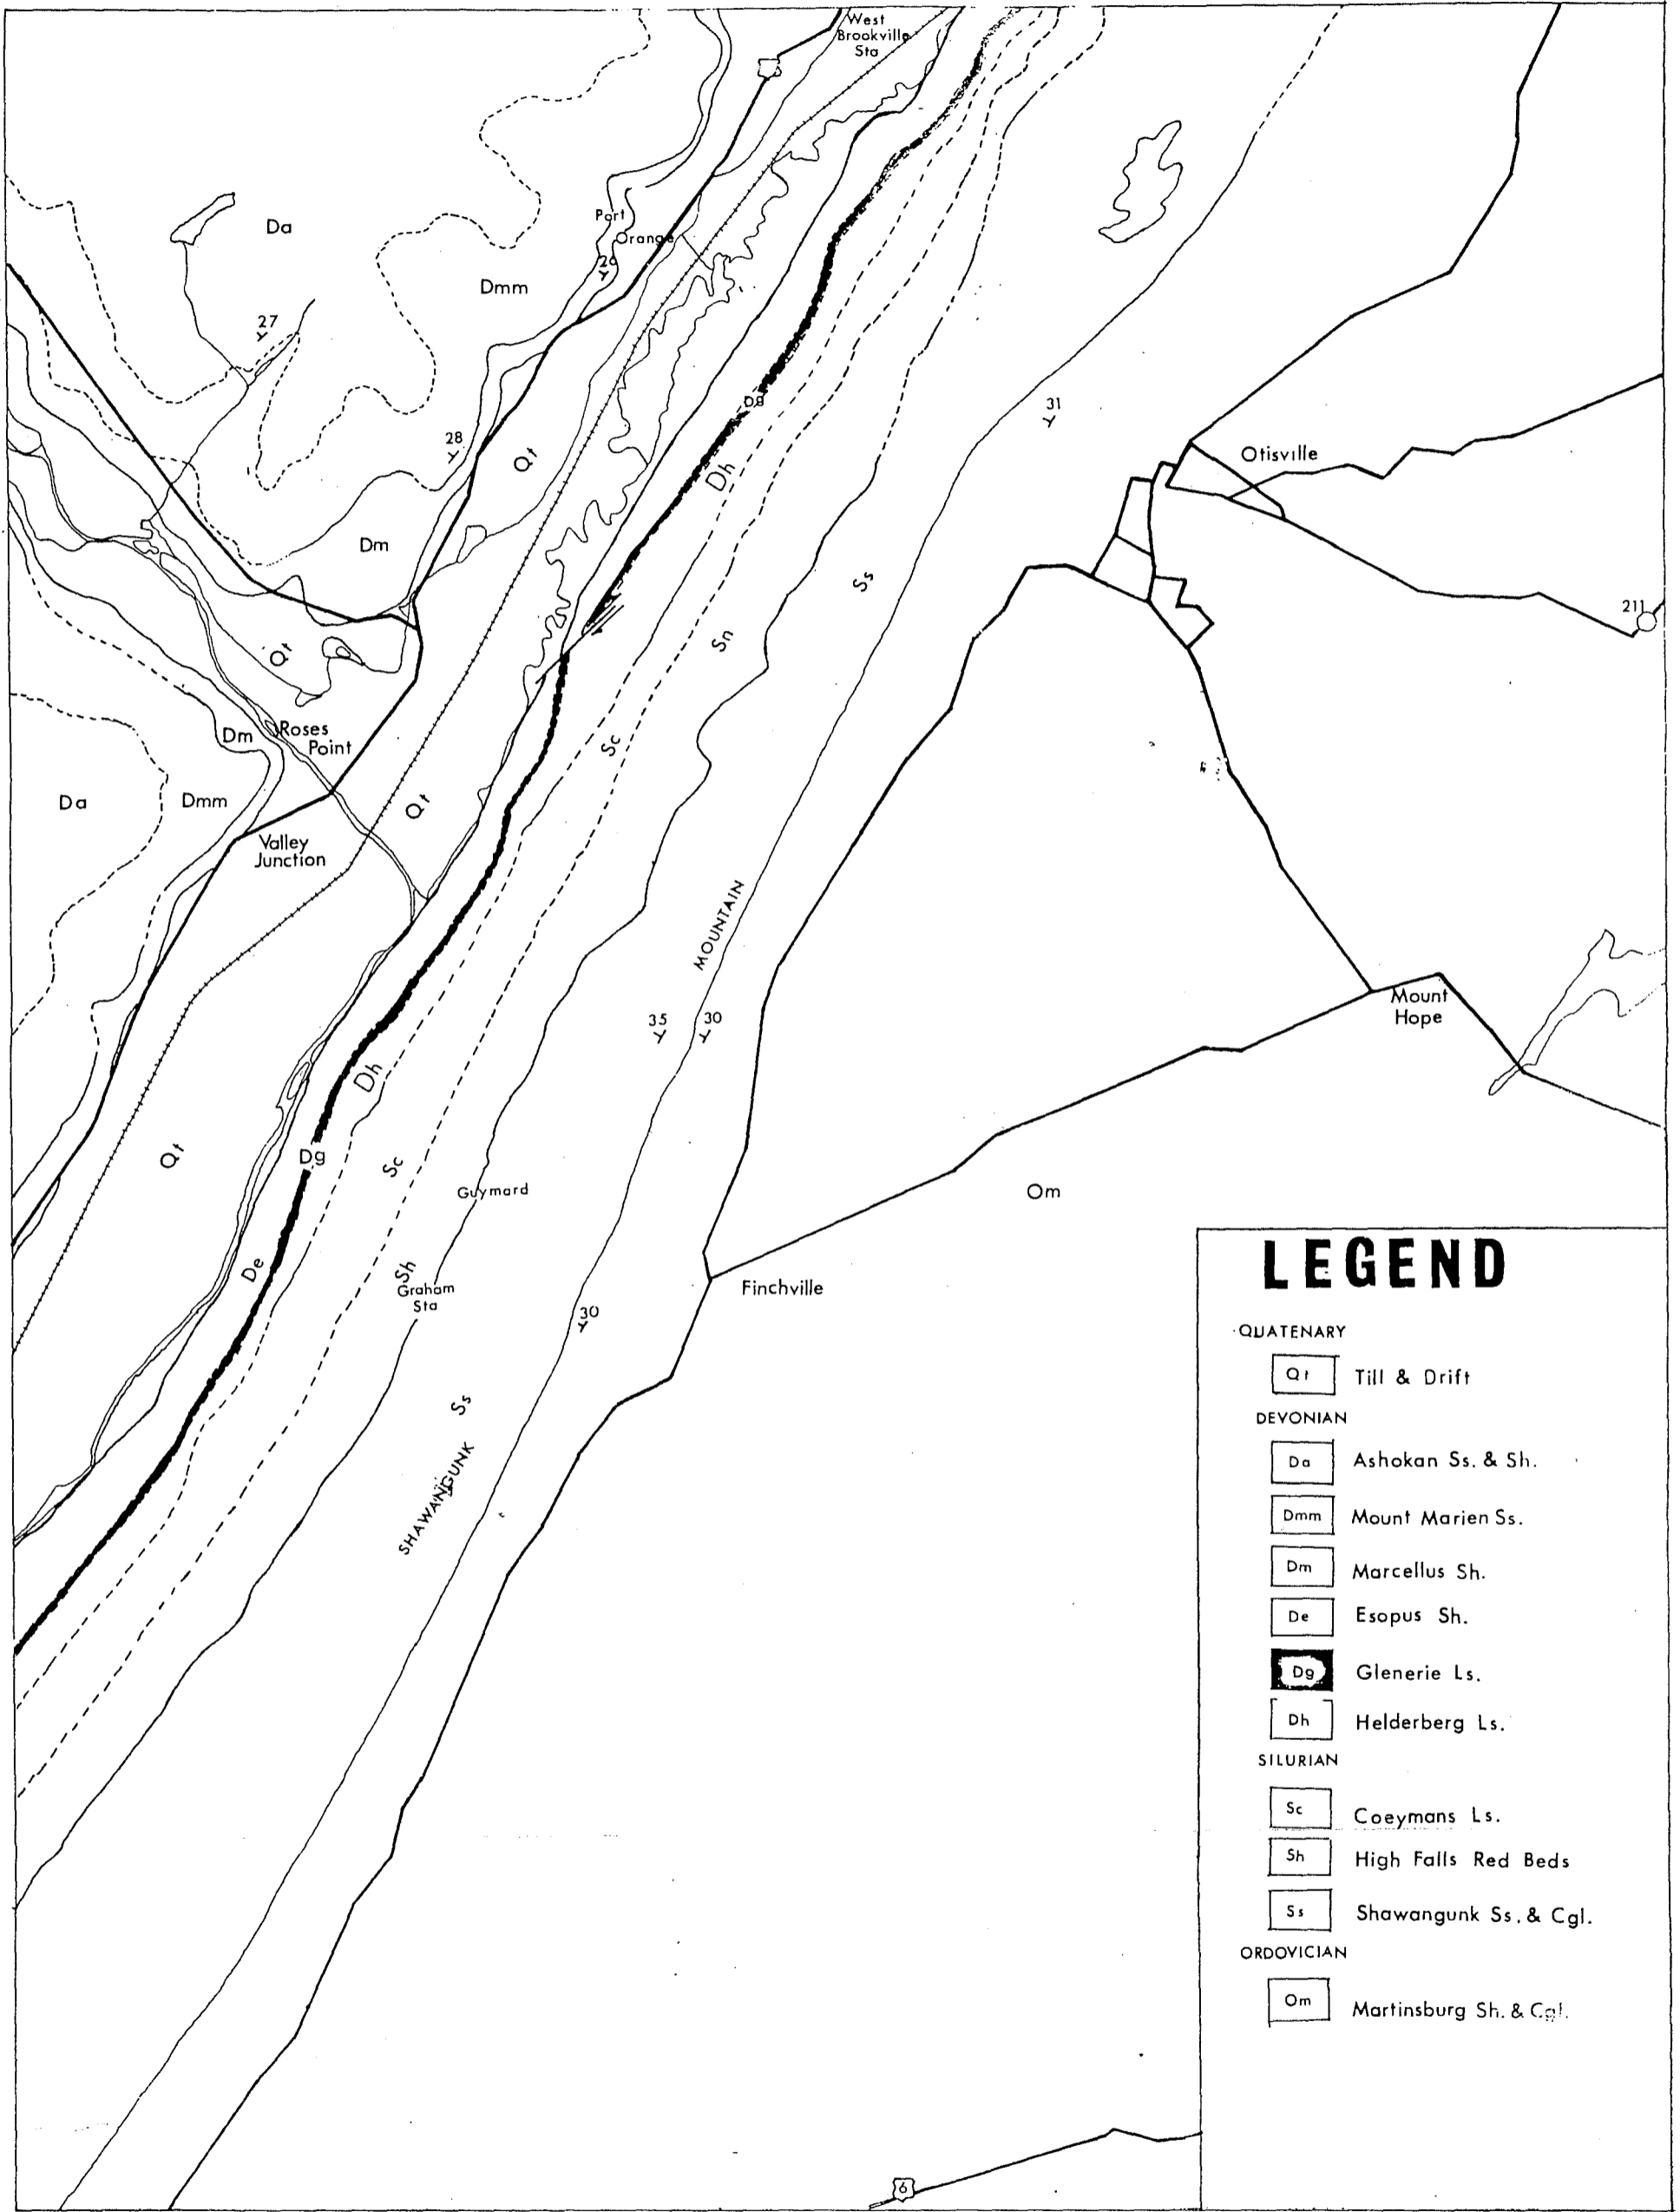 West
Brookville
Sta
Da
Port
Orange
Dmm
27
Dg
31
28
Qt
Dh
Otisville
Dm
Ss
211
Sn
Qt
Dm
Roses
Point
Sc
Da
Dmm
Qt
Valley
Junction
MOUNTAIN
35
30
Mount
Hope
Dh
Qt
Dg
Sc
Guymard
Om
De
Sh
Graham
Sta
Finchville
30
Ss
SHAWANGUNK
6
LEGEND
QUATENARY
Qt Till & Drift
DEVONIAN
Da Ashokan Ss. & Sh.
Dmm Mount Marien Ss.
Dm Marcellus Sh.
De Esopus Sh.
Dg Glenerie Ls.
Dh Helderberg Ls.
SILURIAN
Sc Coeymans Ls.
Sh High Falls Red Beds
Ss Shawangunk Ss. & Cgl.
ORDOVICIAN
Om Martinsburg Sh. & Cgl.